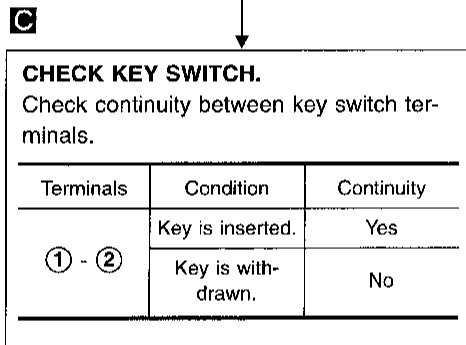 C
CHECK KEY SWITCH.
Check continuity between key switch ter-
minals.
Terminals Condition Continuity
① - ② Key is inserted. Yes
Key is with-
drawn. No